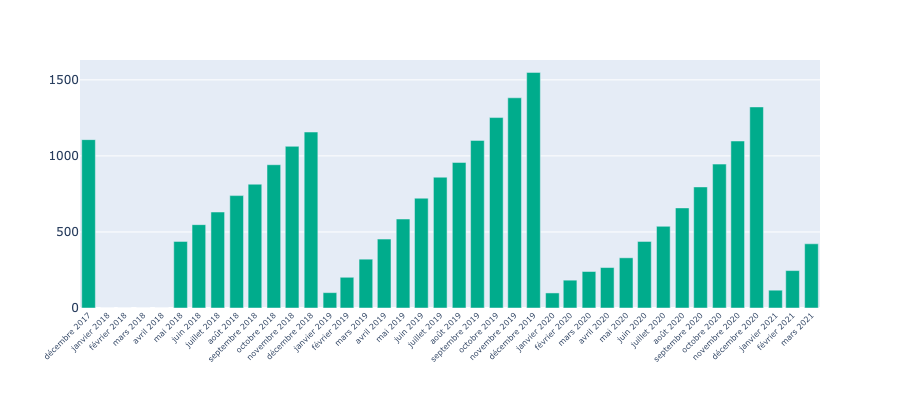 1500
1000
500
0
décembre 2017
janvier 2018
février 2018
mars 2018
avril 2018
mai 2018
juin 2018
juillet 2018
août 2018
septembre 2018
octobre 2018
novembre 2018
décembre 2018
janvier 2019
février 2019
mars 2019
avril 2019
mai 2019
juin 2019
juillet 2019
août 2019
septembre 2019
octobre 2019
novembre 2019
décembre 2019
janvier 2020
février 2020
mars 2020
avril 2020
mai 2020
juin 2020
juillet 2020
août 2020
septembre 2020
octobre 2020
novembre 2020
décembre 2020
janvier 2021
février 2021
mars 2021